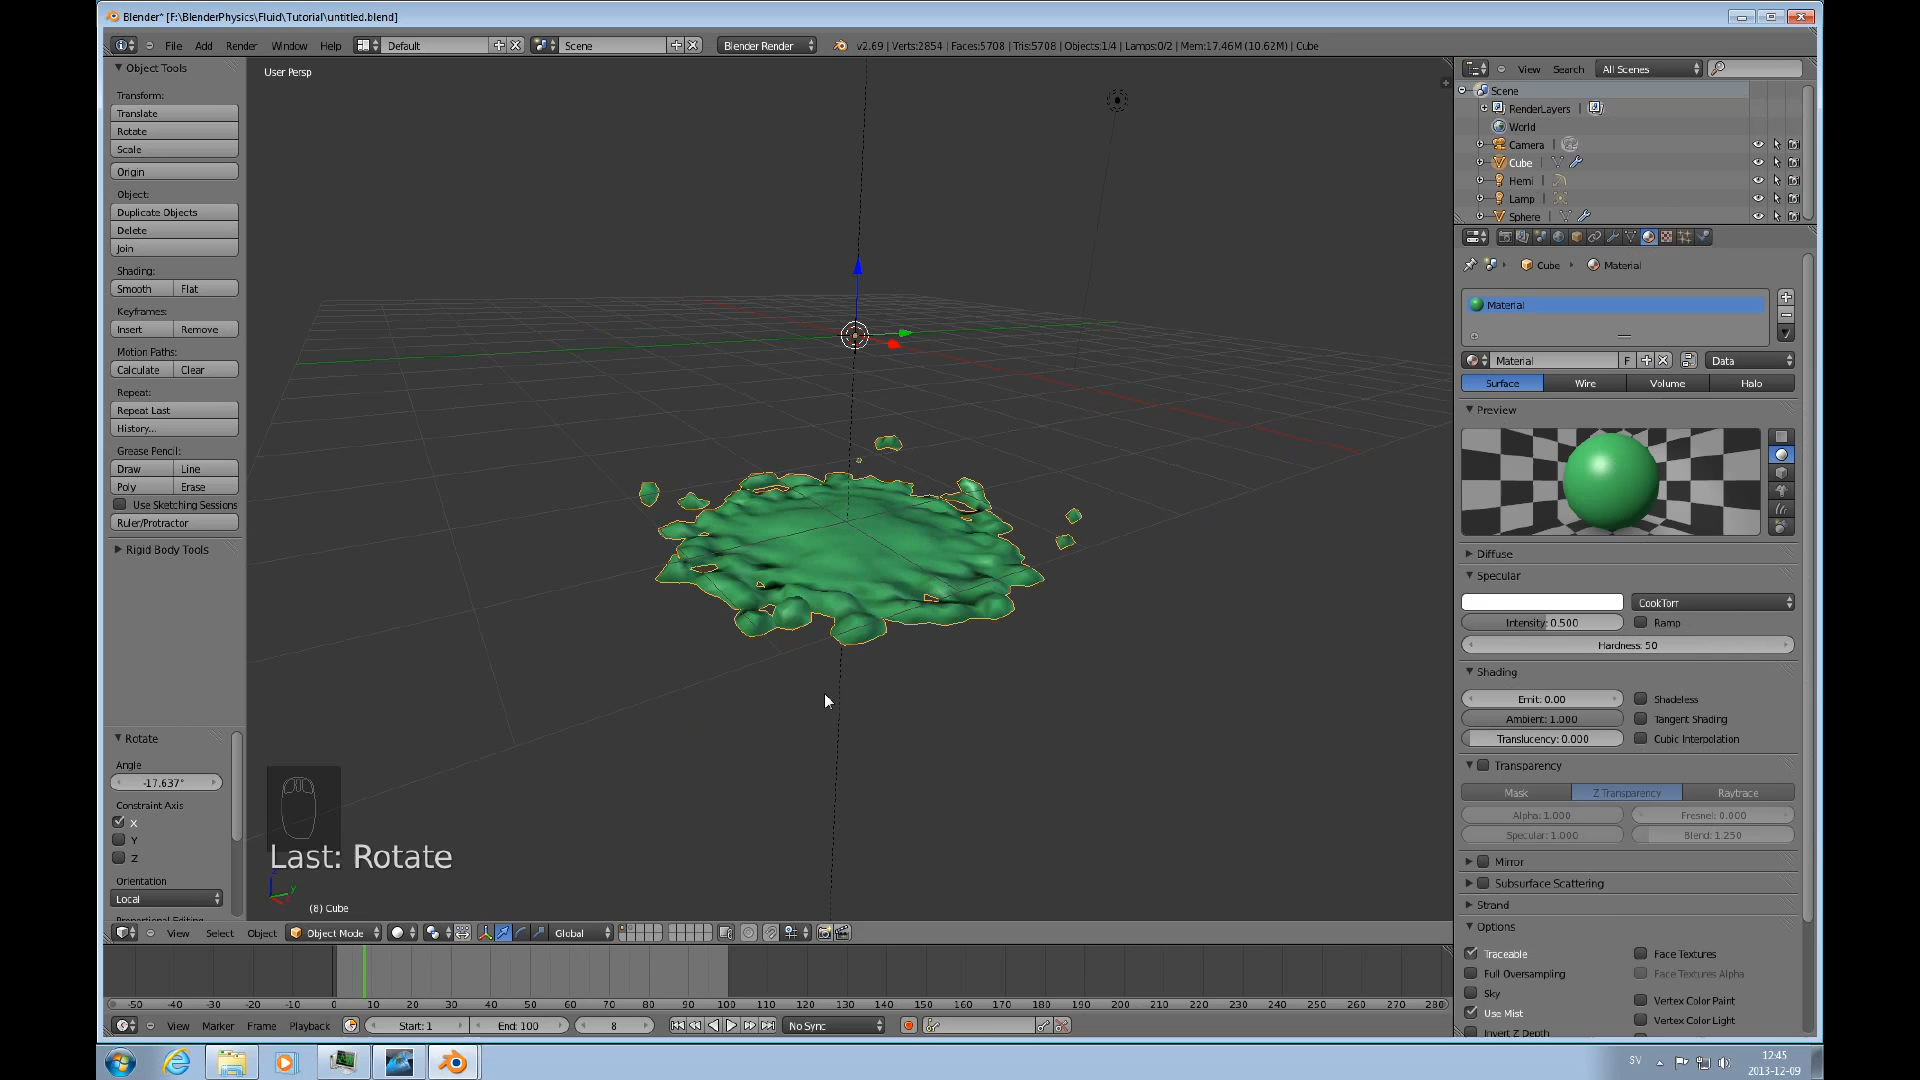 Blender* [F:\BlenderPhysics\Fluid\Tutorial\untitled.blend]
File Add Render Window Help Default Scene Blender Render v2.69 | Verts:2854 | Faces:5708 | Tris:5708 | Objects:1/4 | Lamps:0/2 | Mem:17.46M (10.62M) | Cube
Object Tools
Transform:
Translate
Rotate
Scale
Origin
Object:
Duplicate Objects
Delete
Join
Shading:
Smooth Flat
Keyframes:
Insert Remove
Motion Paths:
Calculate Clear
Repeat:
Repeat Last
History...
Grease Pencil:
Draw Line
Poly Erase
Use Sketching Sessions
Ruler/Protractor
Rigid Body Tools
Rotate
Angle
-17.637°
Constraint Axis
X
Y
Z
Orientation
Local
Proportional Editing
User Persp
Last: Rotate
(8) Cube
View Select Object Object Mode Global
-50 -40 -30 -20 -10 0 10 20 30 40 50 60 70 80 90 100 110 120 130 140 150 160 170 180 190 200 210 220 230 240 250 260 270 280
View Marker Frame Playback Start: 1 End: 100 8 No Sync
View Search All Scenes
Scene
RenderLayers
World
Camera
Cube
Hemi
Lamp
Sphere
Cube Material
Material
Material F Data
Surface Wire Volume Halo
Preview
Diffuse
Specular
CookTorr
Intensity: 0.500 Ramp
Hardness: 50
Shading
Emit: 0.00 Shadeless
Ambient: 1.000 Tangent Shading
Translucency: 0.000 Cubic Interpolation
Transparency
Mask Z Transparency Raytrace
Alpha: 1.000 Fresnel: 0.000
Specular: 1.000 Blend: 1.250
Mirror
Subsurface Scattering
Strand
Options
Traceable Face Textures
Full Oversampling Face Textures Alpha
Sky Vertex Color Paint
Use Mist Vertex Color Light
Invert Z Depth
SV 12:45
2013-12-09